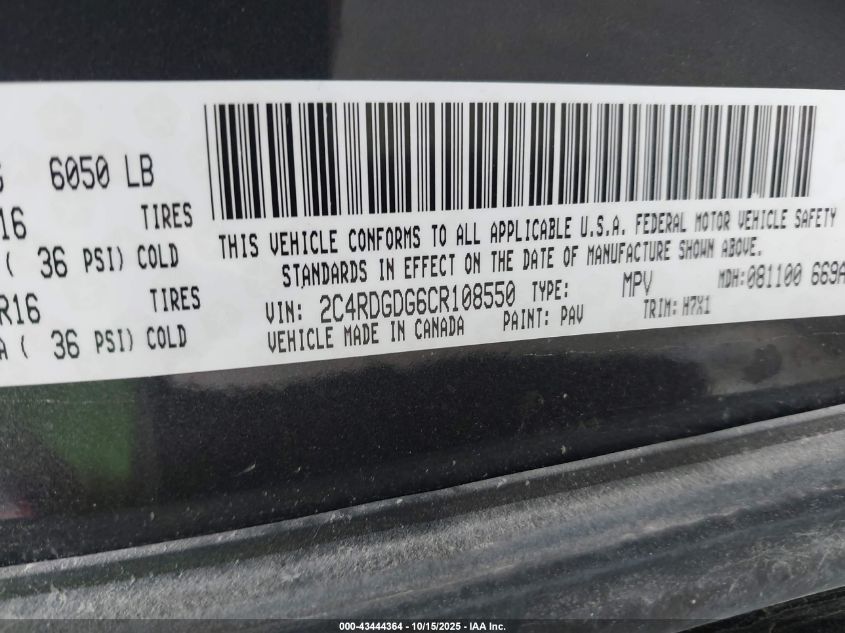 G 6050 LB
R16 TIRES
( 36 PSI) COLD
R16 TIRES
A ( 36 PSI) COLD
THIS VEHICLE CONFORMS TO ALL APPLICABLE U.S.A. FEDERAL MOTOR VEHICLE SAFETY
STANDARDS IN EFFECT ON THE DATE OF MANUFACTURE SHOWN ABOVE.
VIN: 2C4RDGDG6CR108550 TYPE: MPV MDH:081100 669A
VEHICLE MADE IN CANADA PAINT: PAV TRIM: H7X1
000-43444364 - 10/15/2025 - IAA Inc.